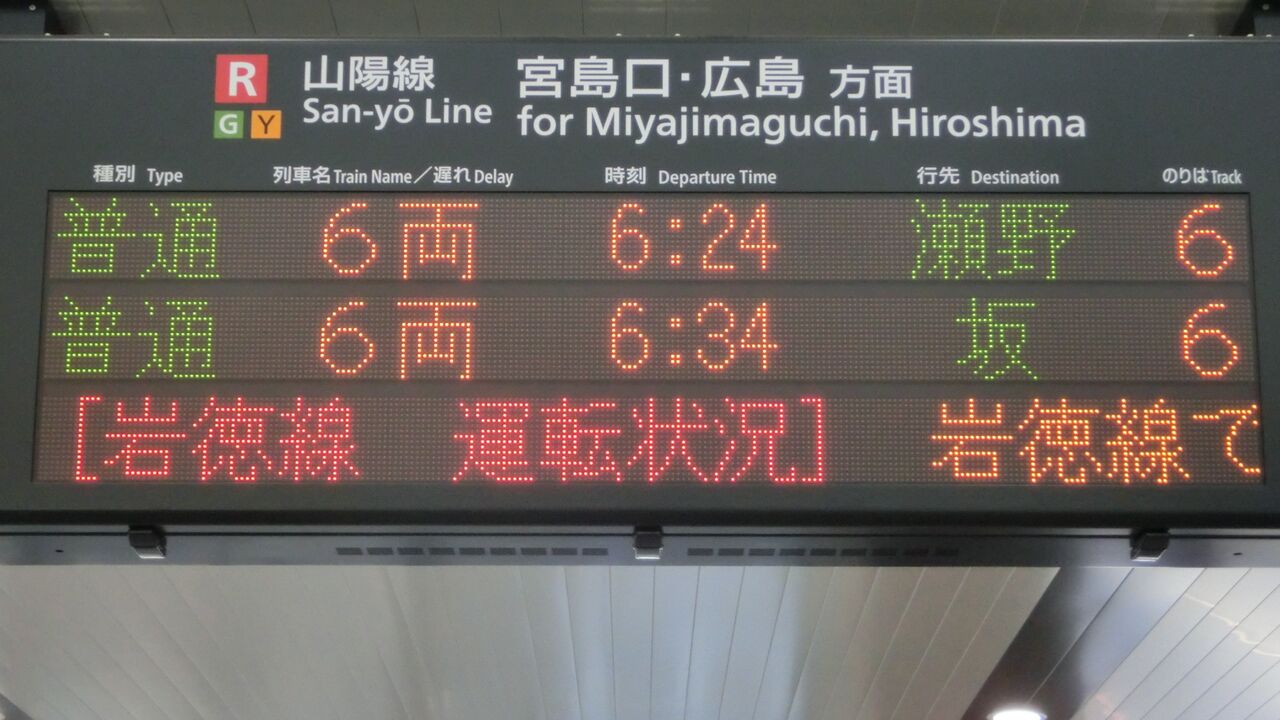 R 山陽線 宮島口・広島 方面
G Y San-yō Line for Miyajimaguchi, Hiroshima
種別 Type 列車名 Train Name／遅れ Delay 時刻 Departure Time 行先 Destination のりば Track
普通 6両 6:24 瀬野 6
普通 6両 6:34 坂 6
[岩徳線 運転状況] 岩徳線で